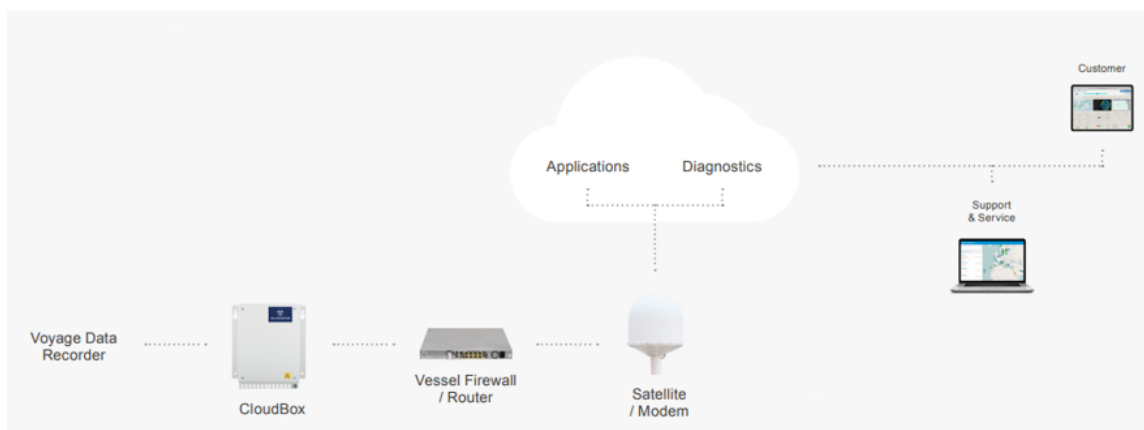 Customer
Applications
Diagnostics
Support
& Service
Voyage Data
Recorder
CloudBox
Vessel Firewall
/ Router
Satellite
/ Modem